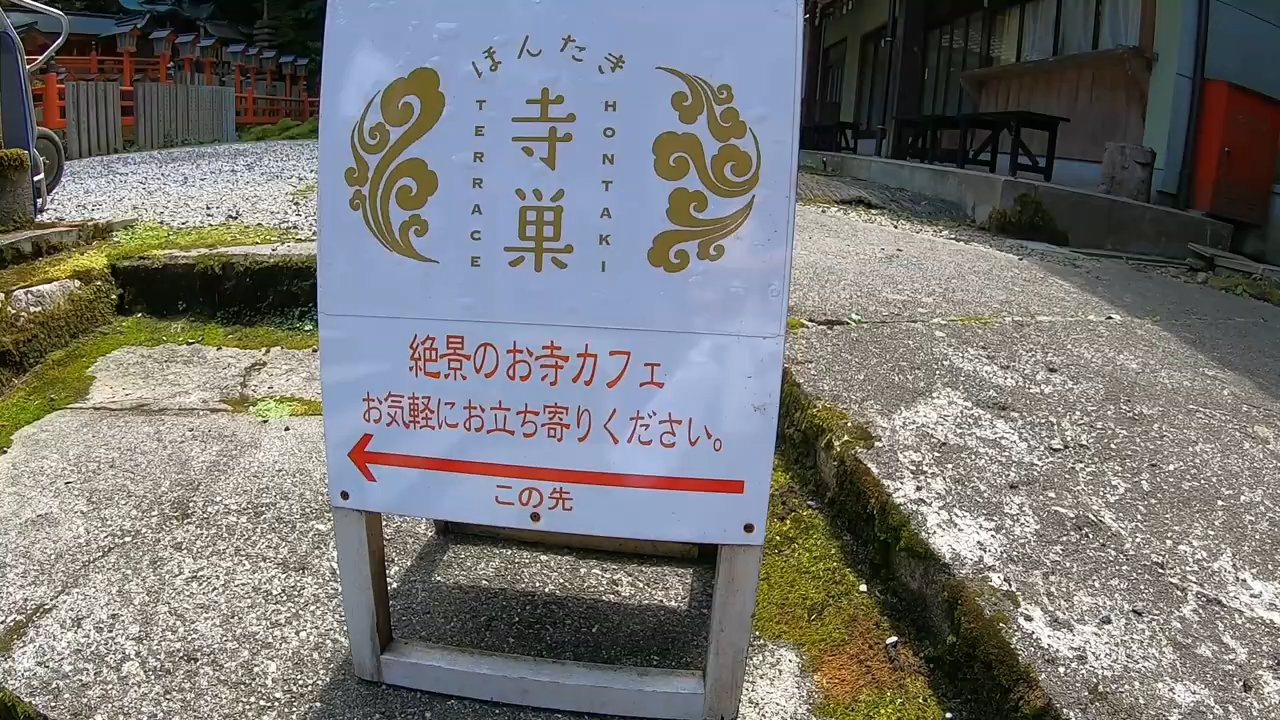 ほんたき
寺巣
TERRACE
HONTAKI
絶景のお寺カフェ
お気軽にお立ち寄りください。
この先